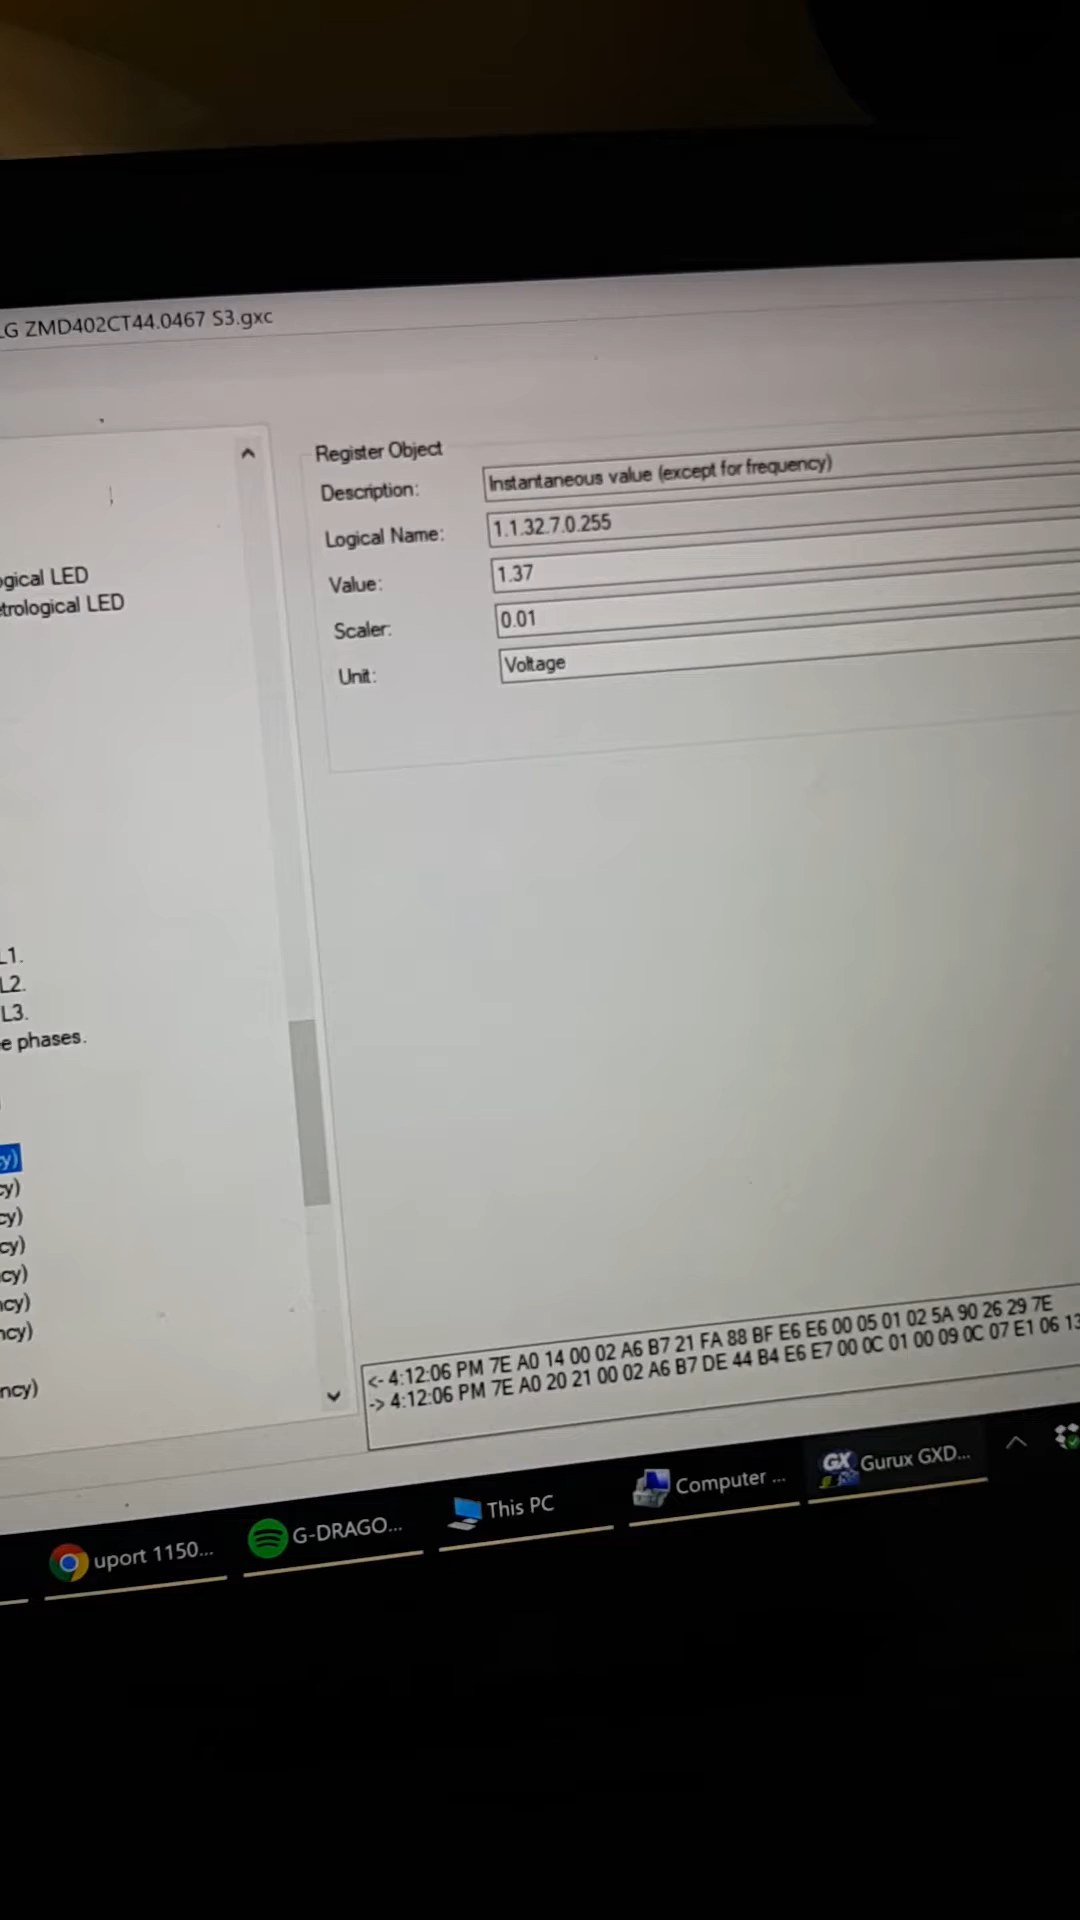 LG ZMD402CT44.0467 S3.gxc
Register Object
Description: Instantaneous value (except for frequency)
Logical Name: 1.1.32.7.0.255
Value: 1.37
Scaler: 0.01
Unit: Voltage
ogical LED
etrological LED
L1.
L2.
L3.
e phases.
cy)
cy)
cy)
cy)
cy)
ncy)
ncy)
ncy)
<- 4:12:06 PM 7E A0 14 00 02 A6 B7 21 FA 88 BF E6 E6 00 05 01 02 5A 90 26 29 7E
-> 4:12:06 PM 7E A0 20 21 00 02 A6 B7 DE 44 B4 E6 E7 00 0C 01 00 09 0C 07 E1 06 13
uport 1150...
G-DRAGO...
This PC
Computer ...
GX Gurux GXD...